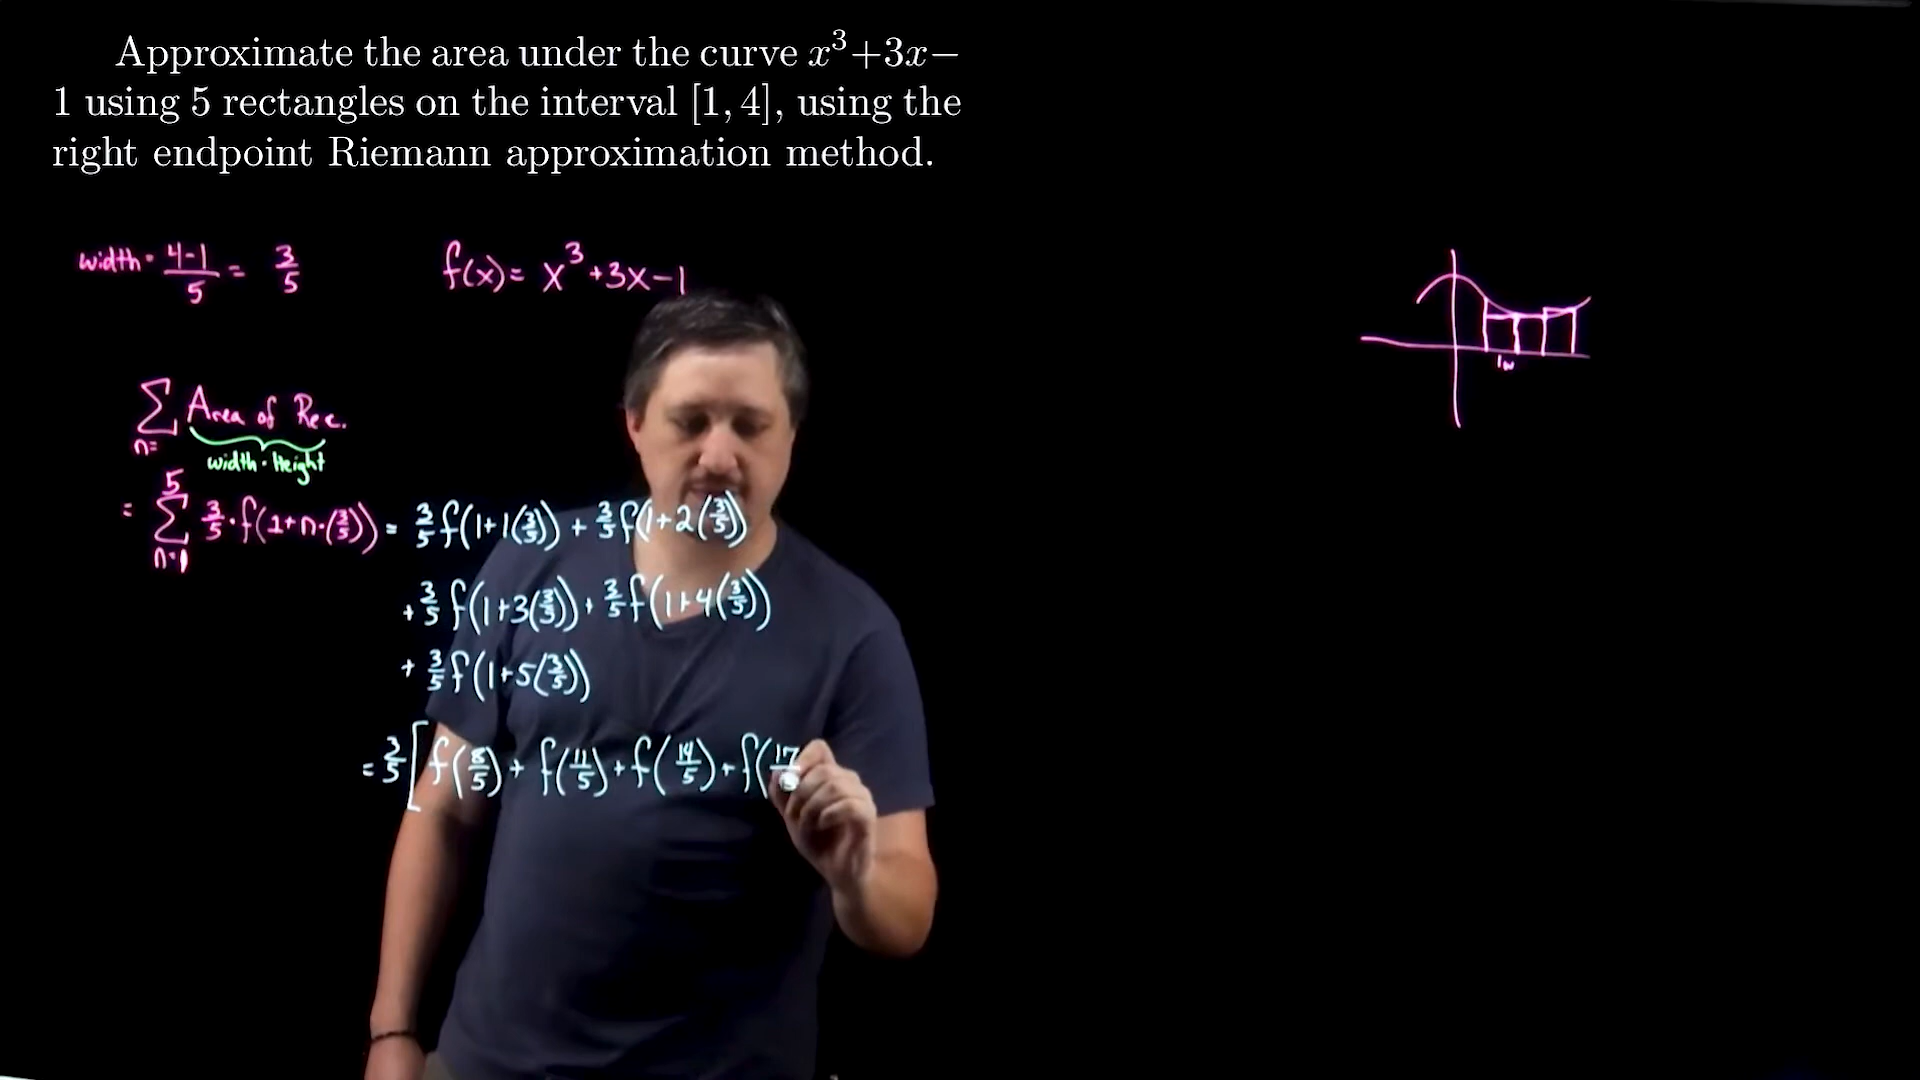 Approximate the area under the curve x³+3x−
1 using 5 rectangles on the interval [1, 4], using the
right endpoint Riemann approximation method.
width = (4-1)/5 = 3/5
f(x) = x³+3x−1
∑ n= Area of Rec.
width · Height
= ∑ n=1 5 3/5 · f(1+n·(3/5)) = 3/5 f(1+1(3/5)) + 3/5 f(1+2(3/5))
+ 3/5 f(1+3(3/5)) + 3/5 f(1+4(3/5))
+ 3/5 f(1+5(3/5))
= 3/5 [ f(8/5) + f(11/5) + f(14/5) + f(17